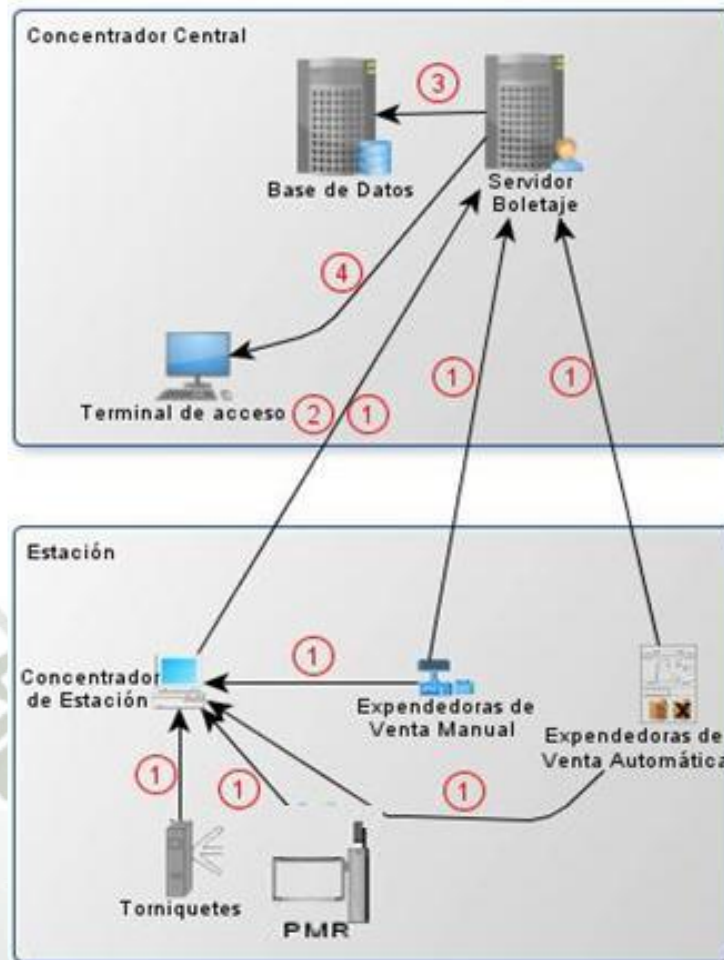 Concentrador Central
3
Base de Datos
Servidor
Boletaje
4
1
1
Terminal de acceso
2
1
Estación
1
Concentrador
de Estación
Expendedoras de
Venta Manual
Expendedoras de
Venta Automática
1
1
1
Torniquetes
PMR